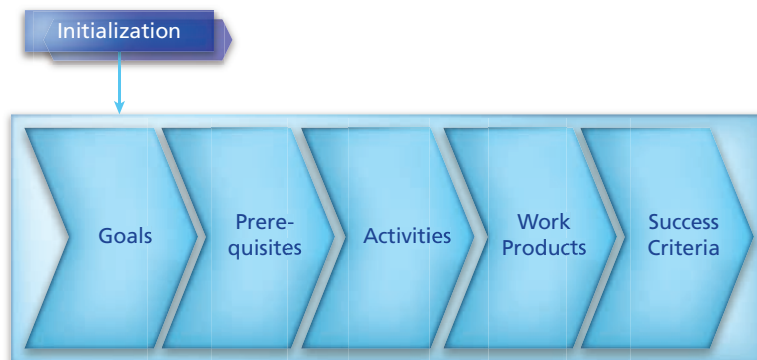 Initialization
Goals
Prere-
quisites
Activities
Work
Products
Success
Criteria